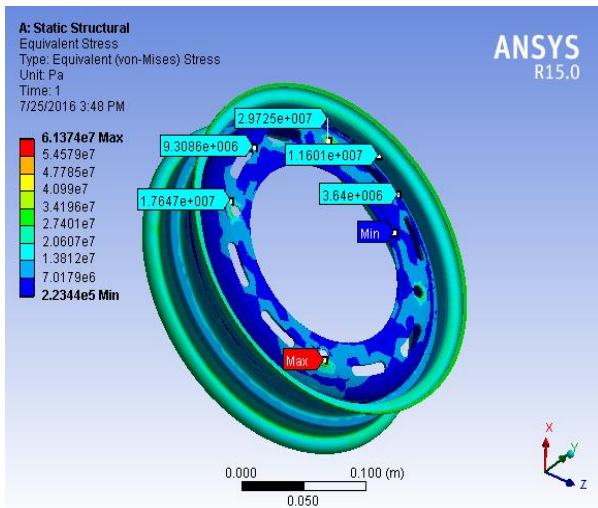 A: Static Structural
Equivalent Stress
Type: Equivalent (von-Mises) Stress
Unit: Pa
Time: 1
7/25/2016 3:48 PM
ANSYS
R15.0
6.1374e7 Max
5.4579e7
4.7785e7
4.099e7
3.4196e7
2.7401e7
2.0607e7
1.3812e7
7.0179e6
2.2344e5 Min
2.9725e+007
9.3086e+006
1.1601e+007
1.7647e+007
3.64e+006
Min
Max
0.000
0.100 (m)
0.050
X
Y
Z